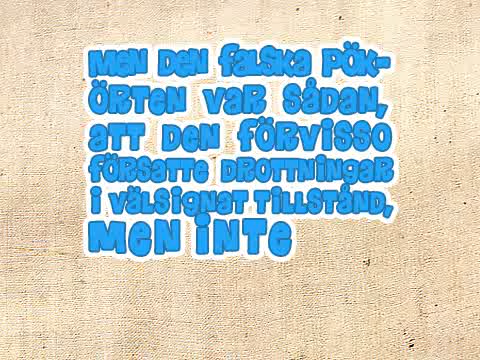 Men den falska pök-
örten var sådan,
att den förvisso
försatte drottningar
i välsignat tillstånd,
men inte